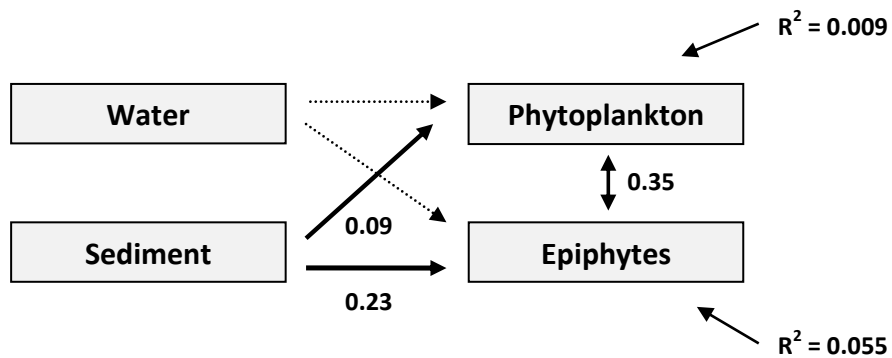 R² = 0.009
Water
Phytoplankton
0.35
0.09
Sediment
Epiphytes
0.23
R² = 0.055